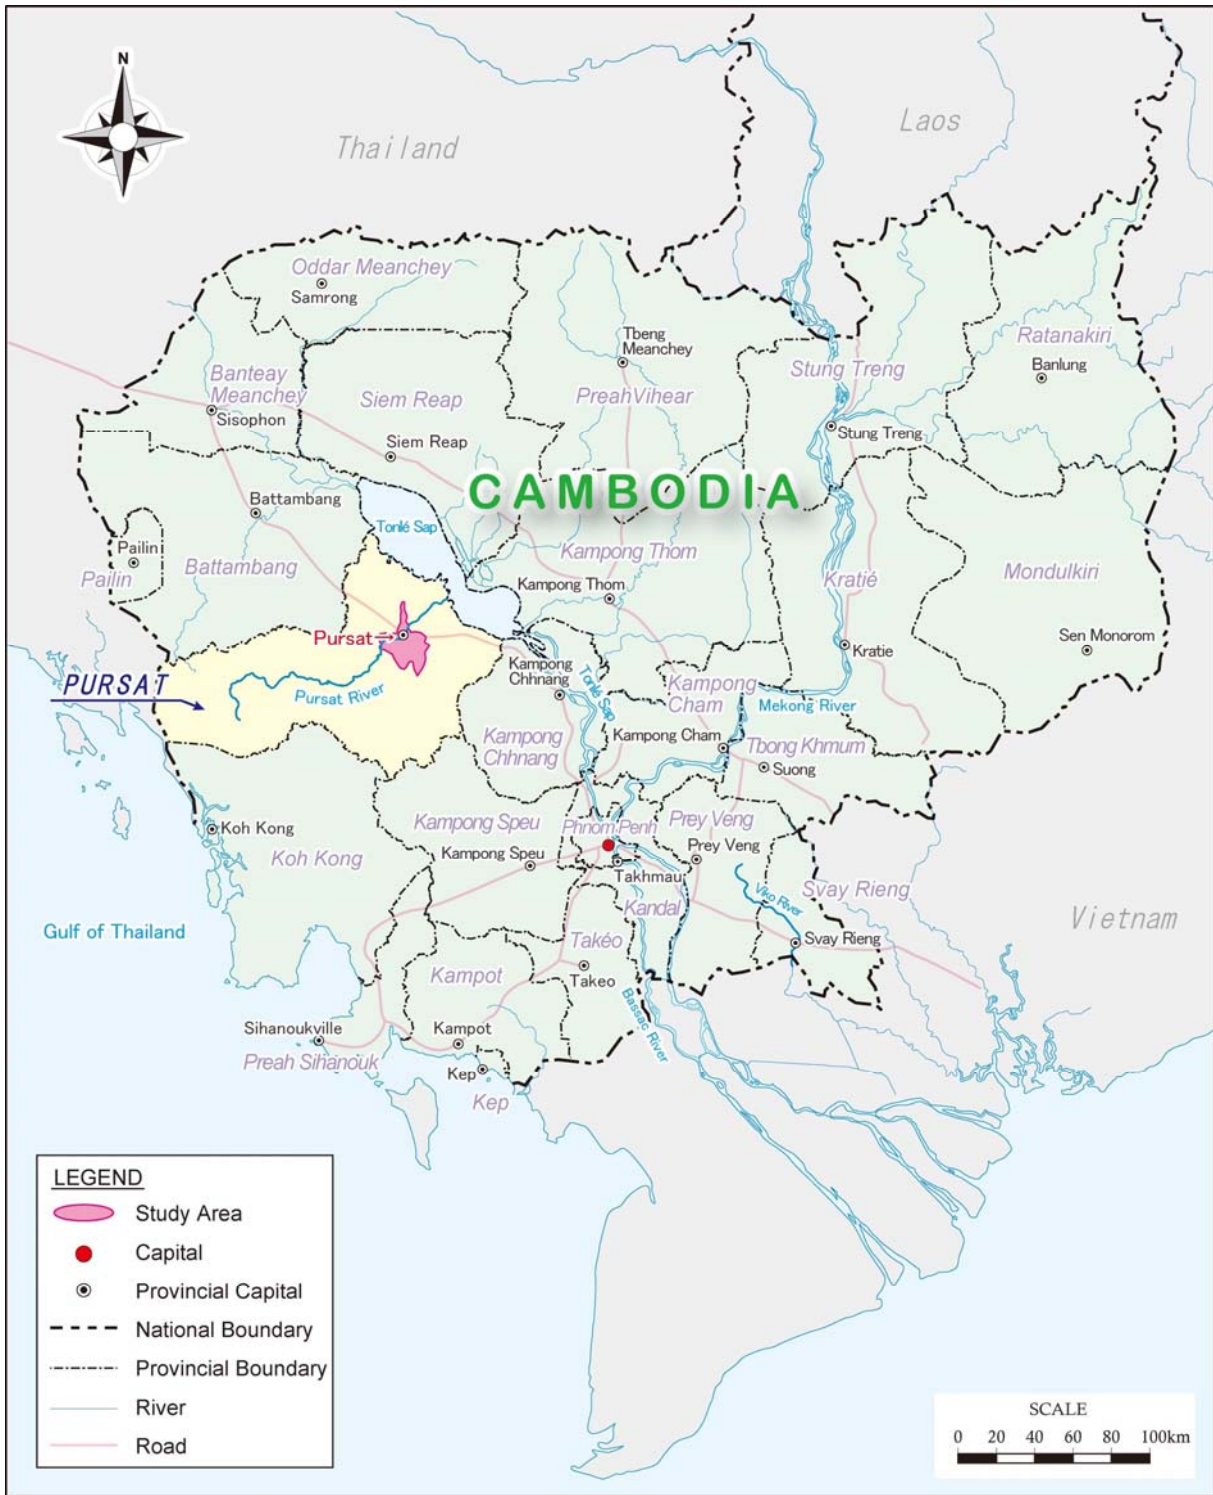 N
Thailand
Laos
Oddar Meanchey
Samrong
Tbeng
Meanchey
Ratanakiri
Banlung
Stung Treng
Banteay
Meanchey
Sisophon
Siem Reap
PreahVihear
Siem Reap
Stung Treng
CAMBODIA
Battambang
Tonlé Sap
Pailin
Pailin
Battambang
Kampong Thom
Kampong Thom
Kratié
Mondulkiri
Pursat
Sen Monorom
Kratie
PURSAT
Pursat River
Kampong
Chhnang
Tonlé Sap
Kampong
Cham
Mekong River
Kampong
Chhnang
Kampong Cham
Tbong Khmum
Suong
Koh Kong
Koh Kong
Kampong Speu
Kampong Speu
Phnom Penh
Prey Veng
Prey Veng
Takhmau
Kandal
Viko River
Svay Rieng
Svay Rieng
Vietnam
Gulf of Thailand
Takéo
Takeo
Kampot
Bassac River
Sihanoukville
Preah Sihanouk
Kampot
Kep
Kep
LEGEND
Study Area
Capital
Provincial Capital
National Boundary
Provincial Boundary
River
Road
SCALE
0 20 40 60 80 100km